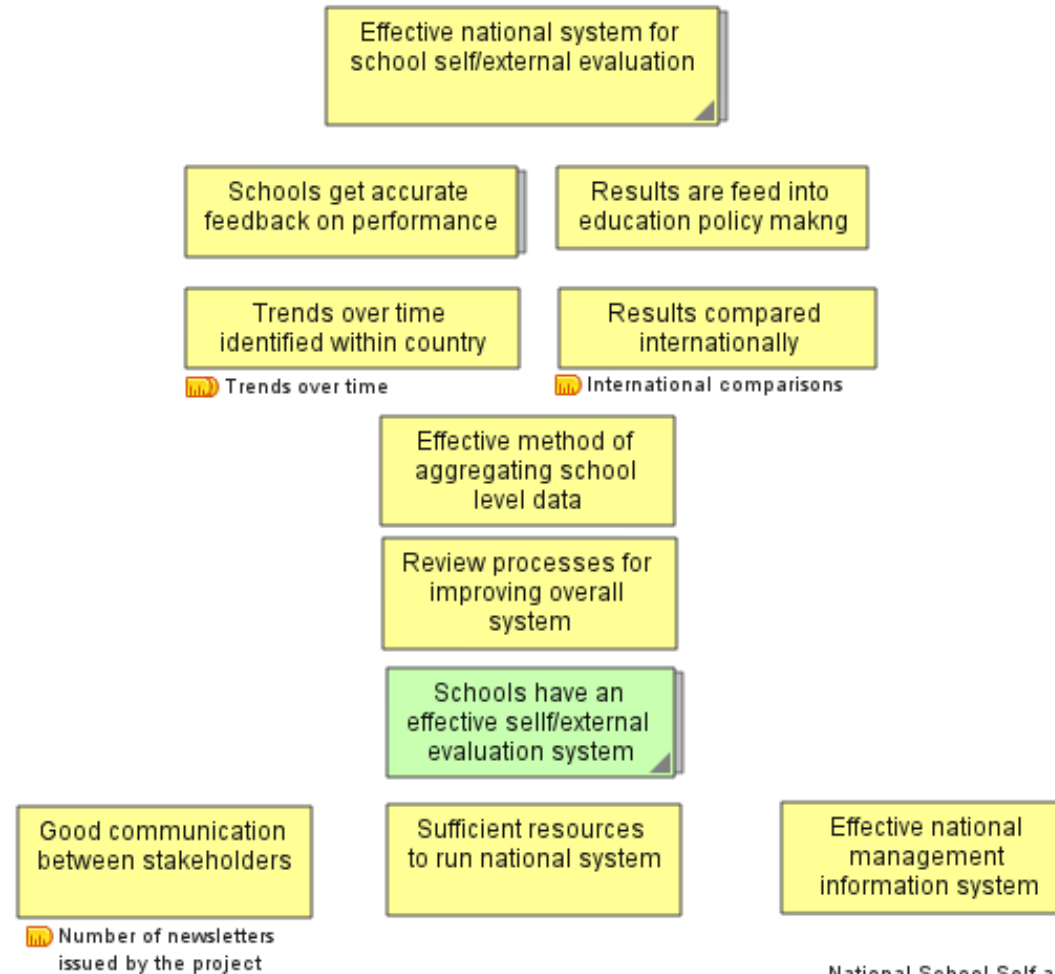 Effective national system for
school self/external evaluation
Schools get accurate
feedback on performance
Results are feed into
education policy makng
Trends over time
identified within country
Results compared
internationally
Trends over time
International comparisons
Effective method of
aggregating school
level data
Review processes for
improving overall
system
Schools have an
effective sellf/external
evaluation system
Good communication
between stakeholders
Sufficient resources
to run national system
Effective national
management
information system
Number of newsletters
issued by the project
National School Self a